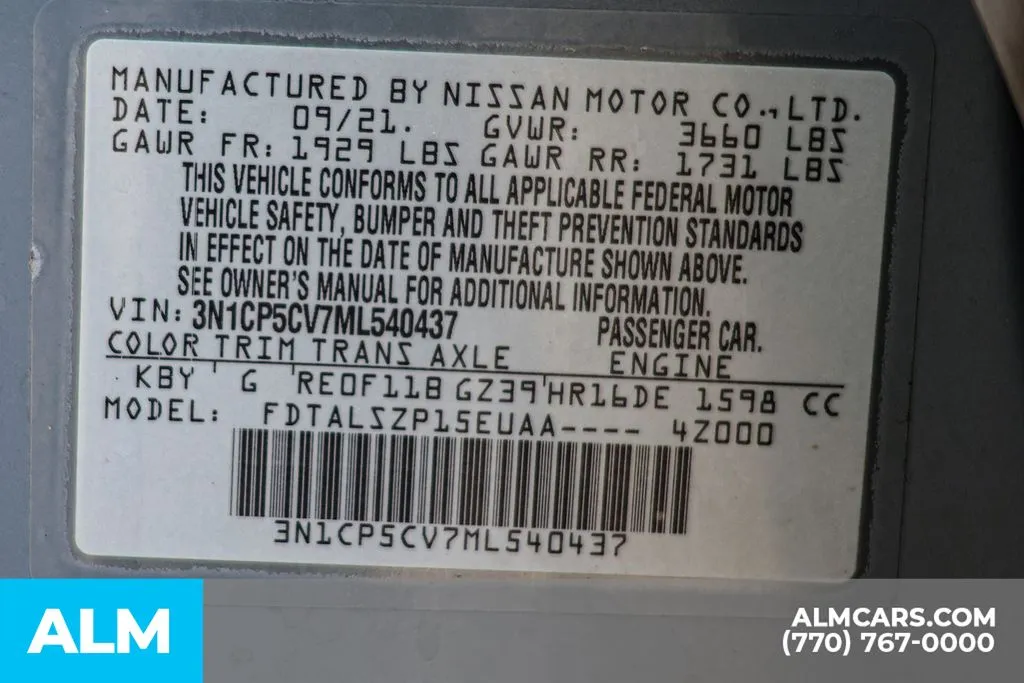 MANUFACTURED BY NISSAN MOTOR CO., LTD.
DATE: 09/21. GVWR: 3660 LBS
GAWR FR: 1929 LBS GAWR RR: 1731 LBS
THIS VEHICLE CONFORMS TO ALL APPLICABLE FEDERAL MOTOR
VEHICLE SAFETY, BUMPER AND THEFT PREVENTION STANDARDS
IN EFFECT ON THE DATE OF MANUFACTURE SHOWN ABOVE.
SEE OWNER'S MANUAL FOR ADDITIONAL INFORMATION.
VIN: 3N1CP5CV7ML540437 PASSENGER CAR.
COLOR TRIM TRANS AXLE ENGINE
KBY ' G 'RE0F11B GZ39'HR16DE 1598 CC
MODEL: FDTALSZP15EUAA---- 4Z000
3N1CP5CV7ML540437
ALM
ALMCARS.COM
(770) 767-0000